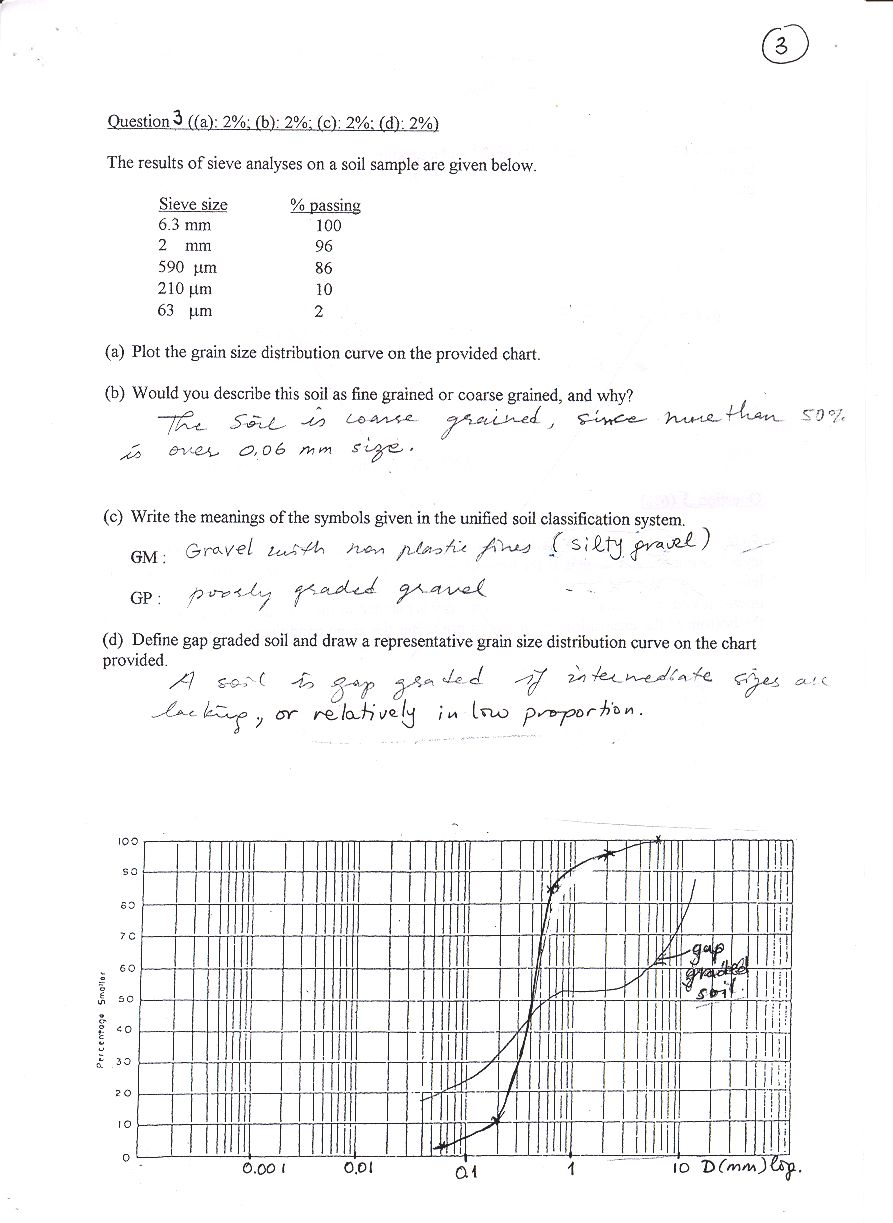 3
Question 3 ((a): 2%; (b): 2%; (c): 2%; (d): 2%)
The results of sieve analyses on a soil sample are given below.
Sieve size % passing
6.3 mm 100
2 mm 96
590 µm 86
210 µm 10
63 µm 2
(a) Plot the grain size distribution curve on the provided chart.
(b) Would you describe this soil as fine grained or coarse grained, and why?
The soil is coarse grained, since more than 50%
is over 0,06 mm size.
(c) Write the meanings of the symbols given in the unified soil classification system.
GM: Gravel with non plastic fines (silty gravel)
GP: poorly graded gravel
(d) Define gap graded soil and draw a representative grain size distribution curve on the chart
provided.
A soil is gap graded if intermediate sizes are
lacking, or relatively in low proportion.
100
90
80
70
60
50
40
30
20
10
0
Percentage Smaller
gap
graded
soil
0.001 0,01 0.1 1 10 D(mm) log.